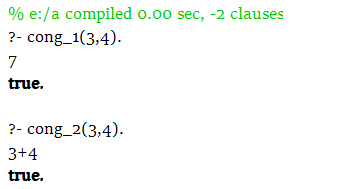 % e:/a compiled 0.00 sec, -2 clauses
?- cong_1(3,4).
7
true.
?- cong_2(3,4).
3+4
true.